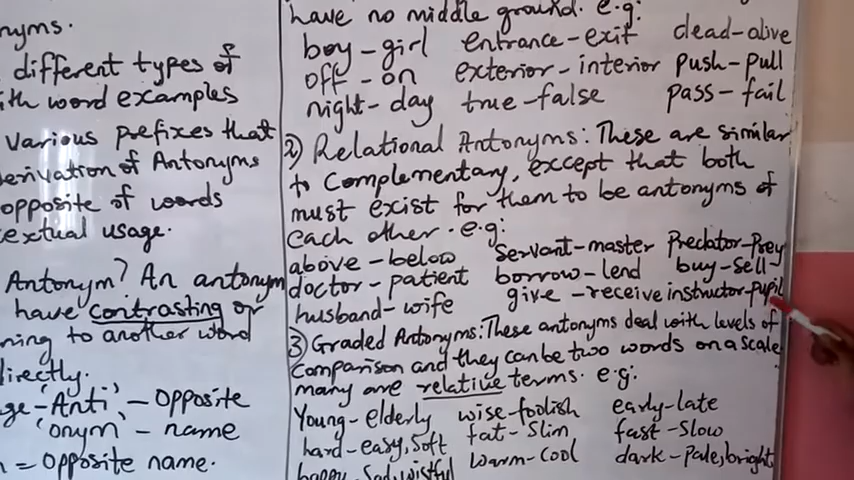 nyms.
different types of
ith word examples
various prefixes that
derivation of Antonyms
opposite of words
extual usage.
Antonym? An antonym
have contrasting or
ning to another word
directly.
ge-'Anti' - Opposite
'onym' - name
= Opposite name.
have no middle ground. e.g:
boy-girl entrance-exit dead-alive
off-on exterior-interior push-pull
night-day true-false pass-fail
2) Relational Antonyms: These are similar
to Complementary, except that both
must exist for them to be antonyms of
each other. e.g:
above-below Servant-master Predator-Prey
doctor-patient borrow-lend buy-sell
husband-wife give-receive instructor-pupil
3) Graded Antonyms: These antonyms deal with levels of
Comparison and they can be two words on a scale.
many are relative terms. e.g:
Young-elderly wise-foolish early-late
hard-easy, soft fat-slim fast-slow
happy-sad, wistful warm-cool dark-pale, bright